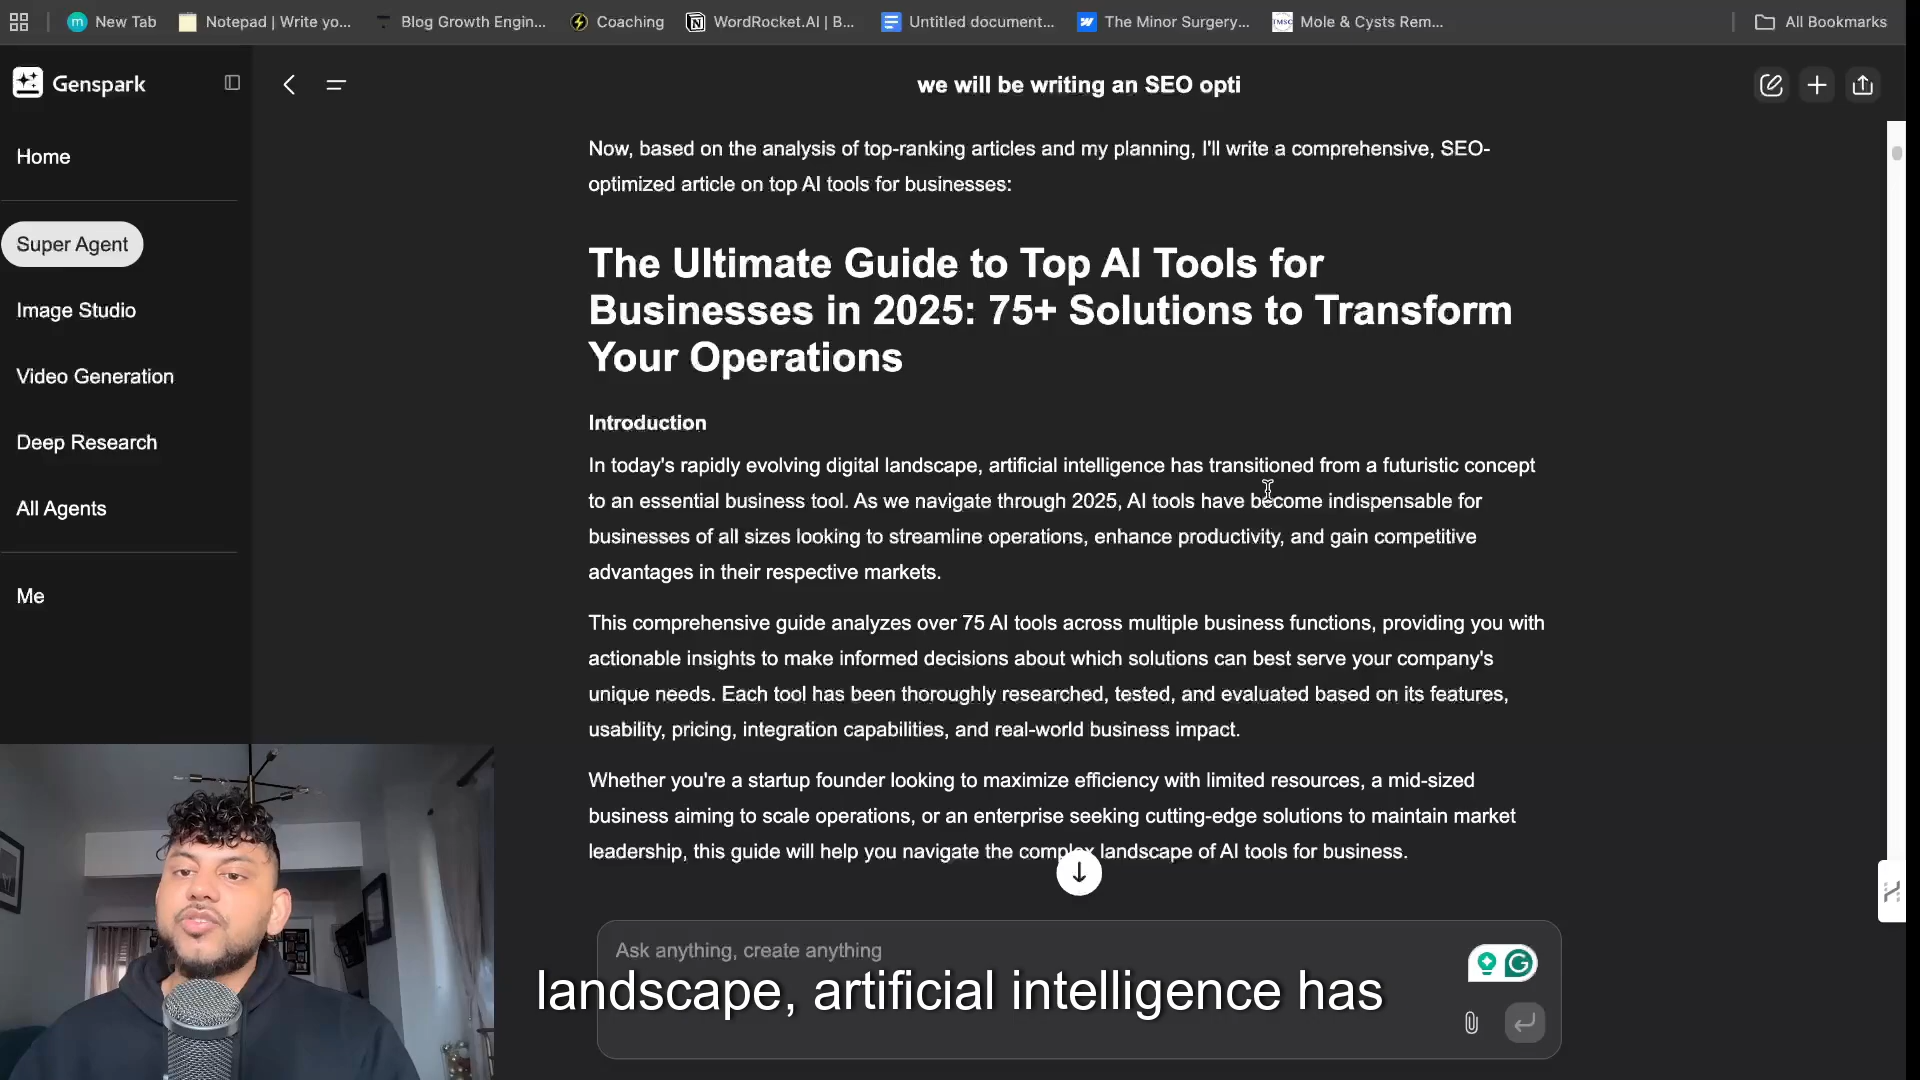 New Tab
Notepad | Write yo...
Blog Growth Engin...
Coaching
WordRocket.AI | B...
Untitled document...
The Minor Surgery...
Mole & Cysts Rem...
All Bookmarks
Genspark
we will be writing an SEO opti
Home
Super Agent
Image Studio
Video Generation
Deep Research
All Agents
Me
Now, based on the analysis of top-ranking articles and my planning, I'll write a comprehensive, SEO-
optimized article on top AI tools for businesses:
The Ultimate Guide to Top AI Tools for
Businesses in 2025: 75+ Solutions to Transform
Your Operations
Introduction
In today's rapidly evolving digital landscape, artificial intelligence has transitioned from a futuristic concept
to an essential business tool. As we navigate through 2025, AI tools have become indispensable for
businesses of all sizes looking to streamline operations, enhance productivity, and gain competitive
advantages in their respective markets.
This comprehensive guide analyzes over 75 AI tools across multiple business functions, providing you with
actionable insights to make informed decisions about which solutions can best serve your company's
unique needs. Each tool has been thoroughly researched, tested, and evaluated based on its features,
usability, pricing, integration capabilities, and real-world business impact.
Whether you're a startup founder looking to maximize efficiency with limited resources, a mid-sized
business aiming to scale operations, or an enterprise seeking cutting-edge solutions to maintain market
leadership, this guide will help you navigate the complex landscape of AI tools for business.
Ask anything, create anything
landscape, artificial intelligence has